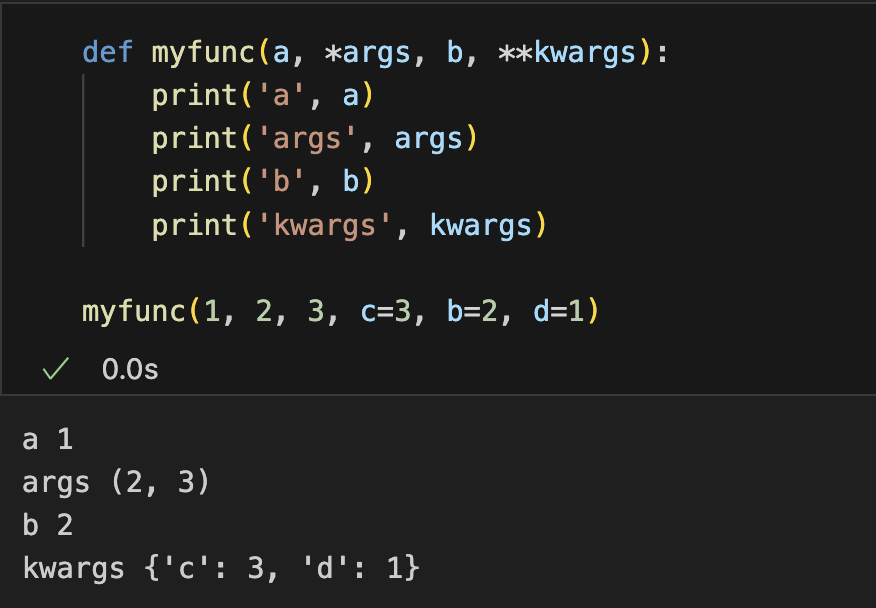 def myfunc(a, *args, b, **kwargs):
    print('a', a)
    print('args', args)
    print('b', b)
    print('kwargs', kwargs)
myfunc(1, 2, 3, c=3, b=2, d=1)
✓ 0.0s
a 1
args (2, 3)
b 2
kwargs {'c': 3, 'd': 1}